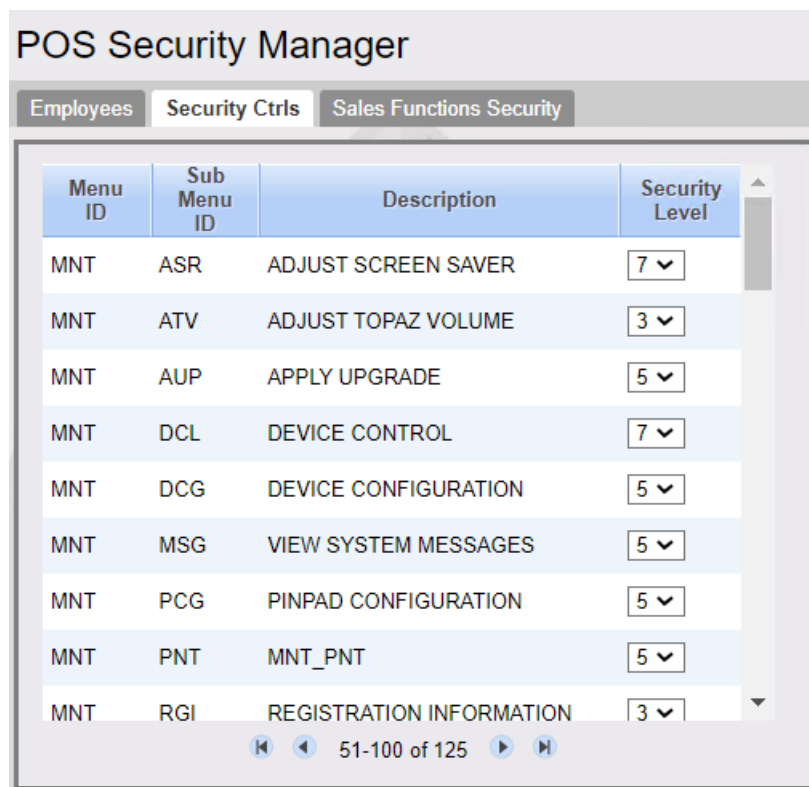 POS Security Manager
Employees Security Ctrls Sales Functions Security
Menu ID Sub Menu ID Description Security Level
MNT ASR ADJUST SCREEN SAVER 7
MNT ATV ADJUST TOPAZ VOLUME 3
MNT AUP APPLY UPGRADE 5
MNT DCL DEVICE CONTROL 7
MNT DCG DEVICE CONFIGURATION 5
MNT MSG VIEW SYSTEM MESSAGES 5
MNT PCG PINPAD CONFIGURATION 5
MNT PNT MNT_PNT 5
MNT RGI REGISTRATION INFORMATION 3
51-100 of 125